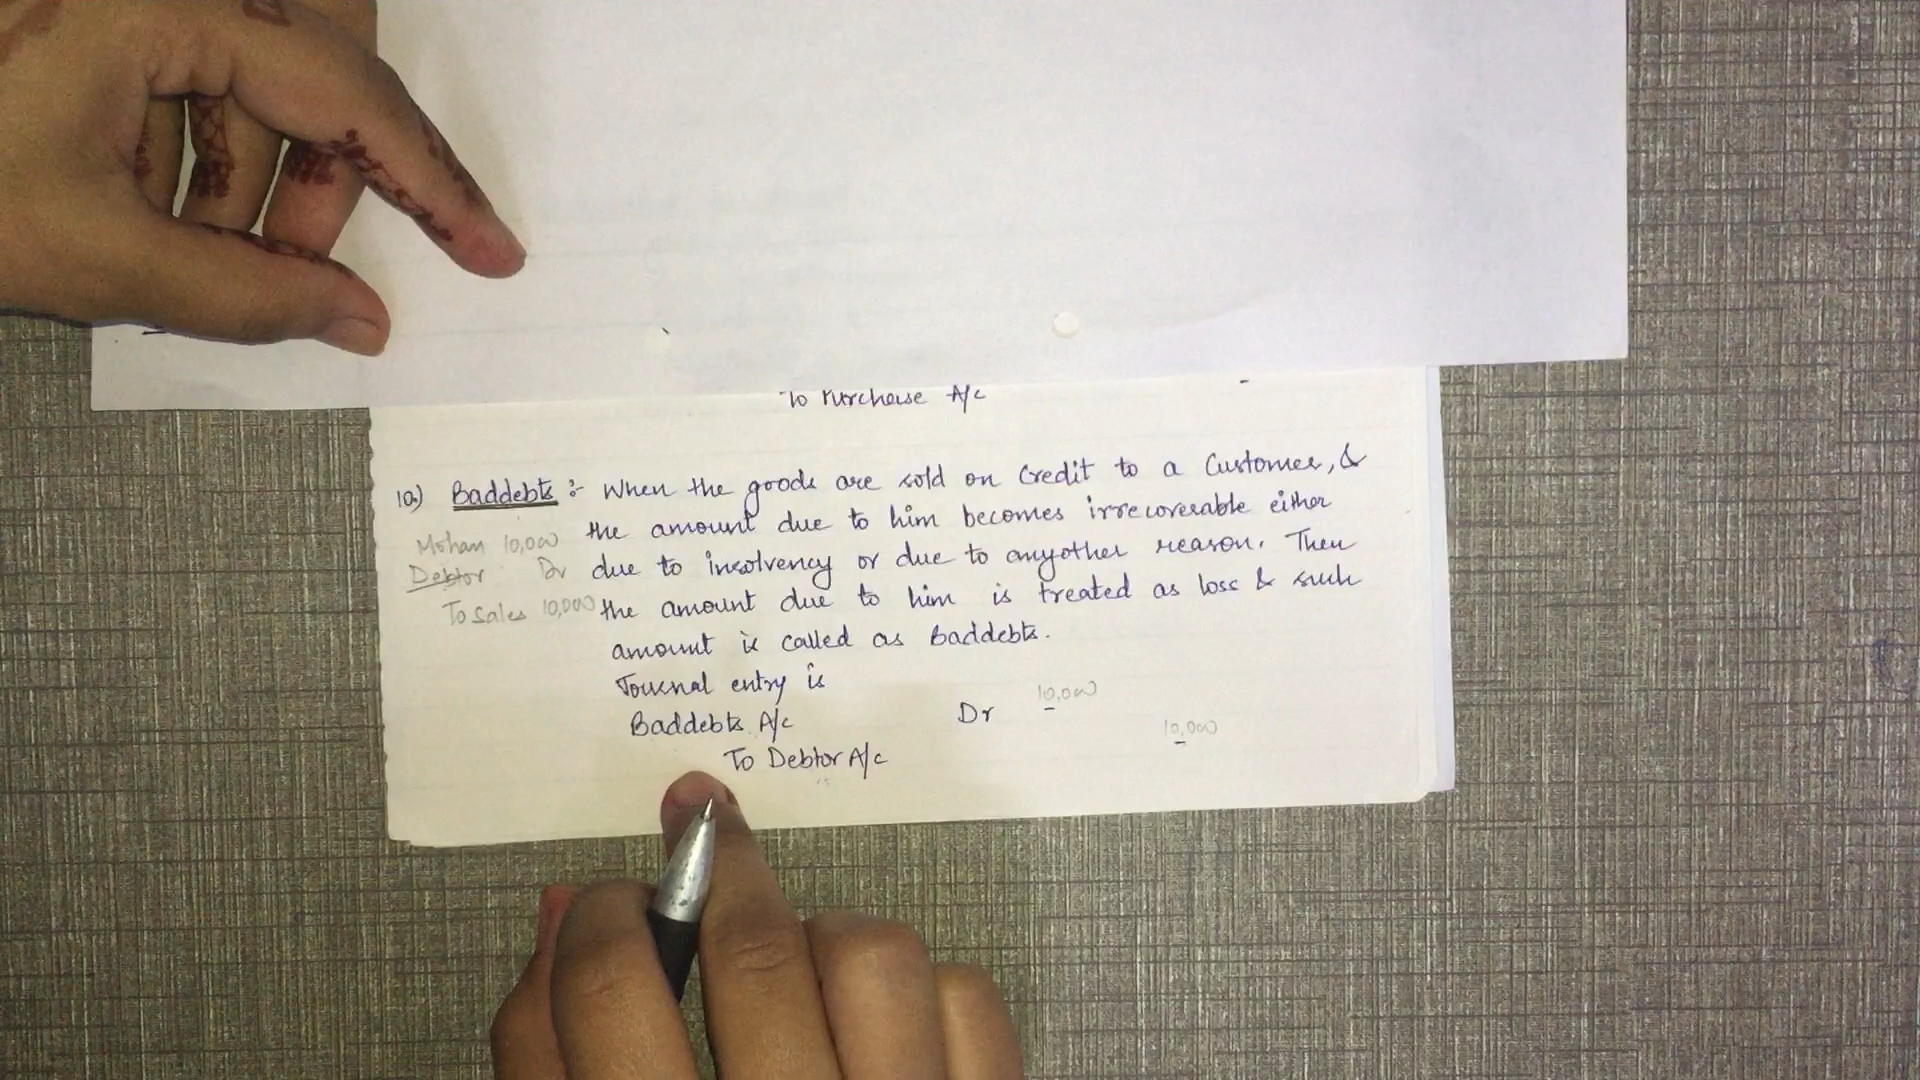 To Purchase A/c -
10,) Baddebts :- When the goods are sold on Credit to a Customer, &
the amount due to him becomes irrecoverable either
due to insolvency or due to anyother reason. Then
the amount due to him is treated as loss & such
amount is called as Baddebts.
Journal entry is
Baddebts A/c Dr 10,000
To Debtor A/c 10,000
Mohan 10,000
Debtor Dr
To Sales 10,000